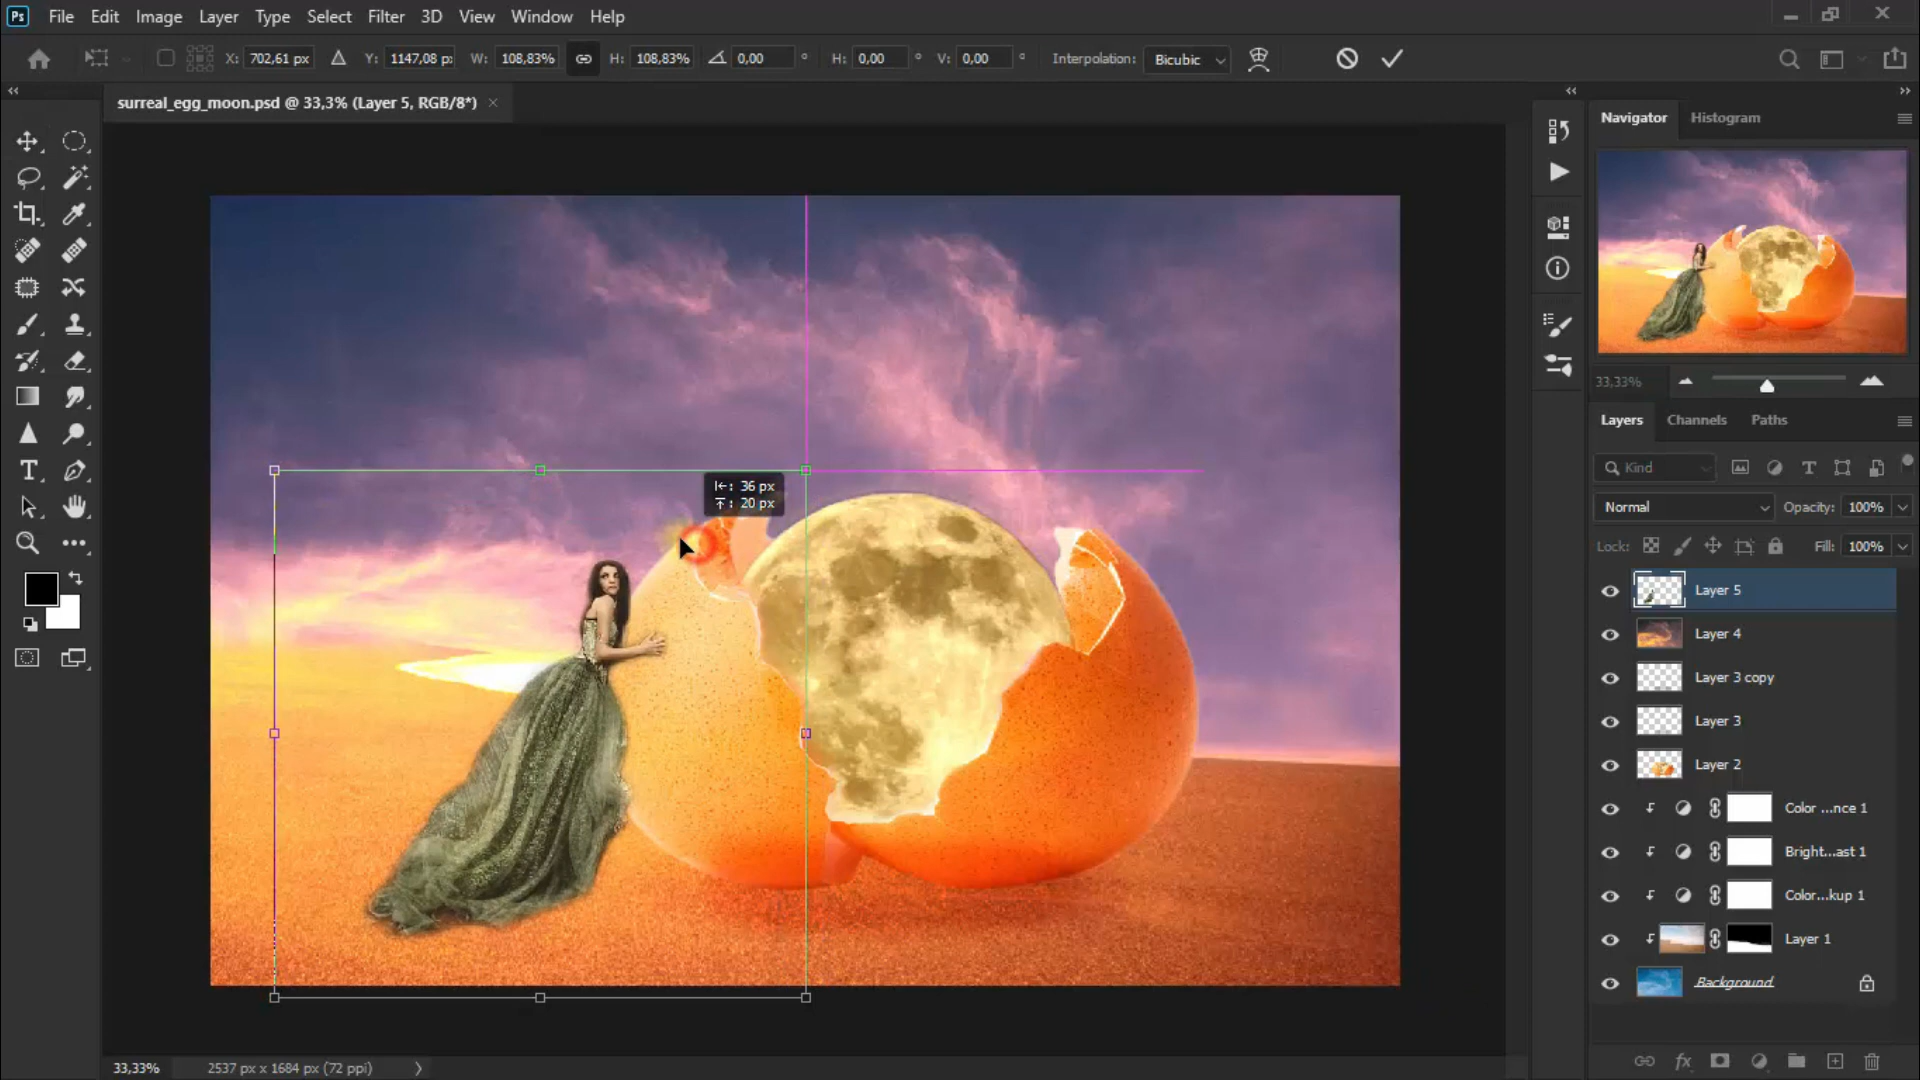 Ps File Edit Image Layer Type Select Filter 3D View Window Help
X: 702,61 px Y: 1147,08 p W: 108,83% H: 108,83% 0,00 ° H: 0,00 ° V: 0,00 ° Interpolation: Bicubic
surreal_egg_moon.psd @ 33,3% (Layer 5, RGB/8*) ×
Navigator Histogram
33,33%
Layers Channels Paths
Kind
Normal Opacity: 100%
Lock: Fill: 100%
36 px
20 px
Layer 5
Layer 4
Layer 3 copy
Layer 3
Layer 2
Color ...nce 1
Bright...ast 1
Color...kup 1
Layer 1
Background
fx
33,33% 2537 px x 1684 px (72 ppi)